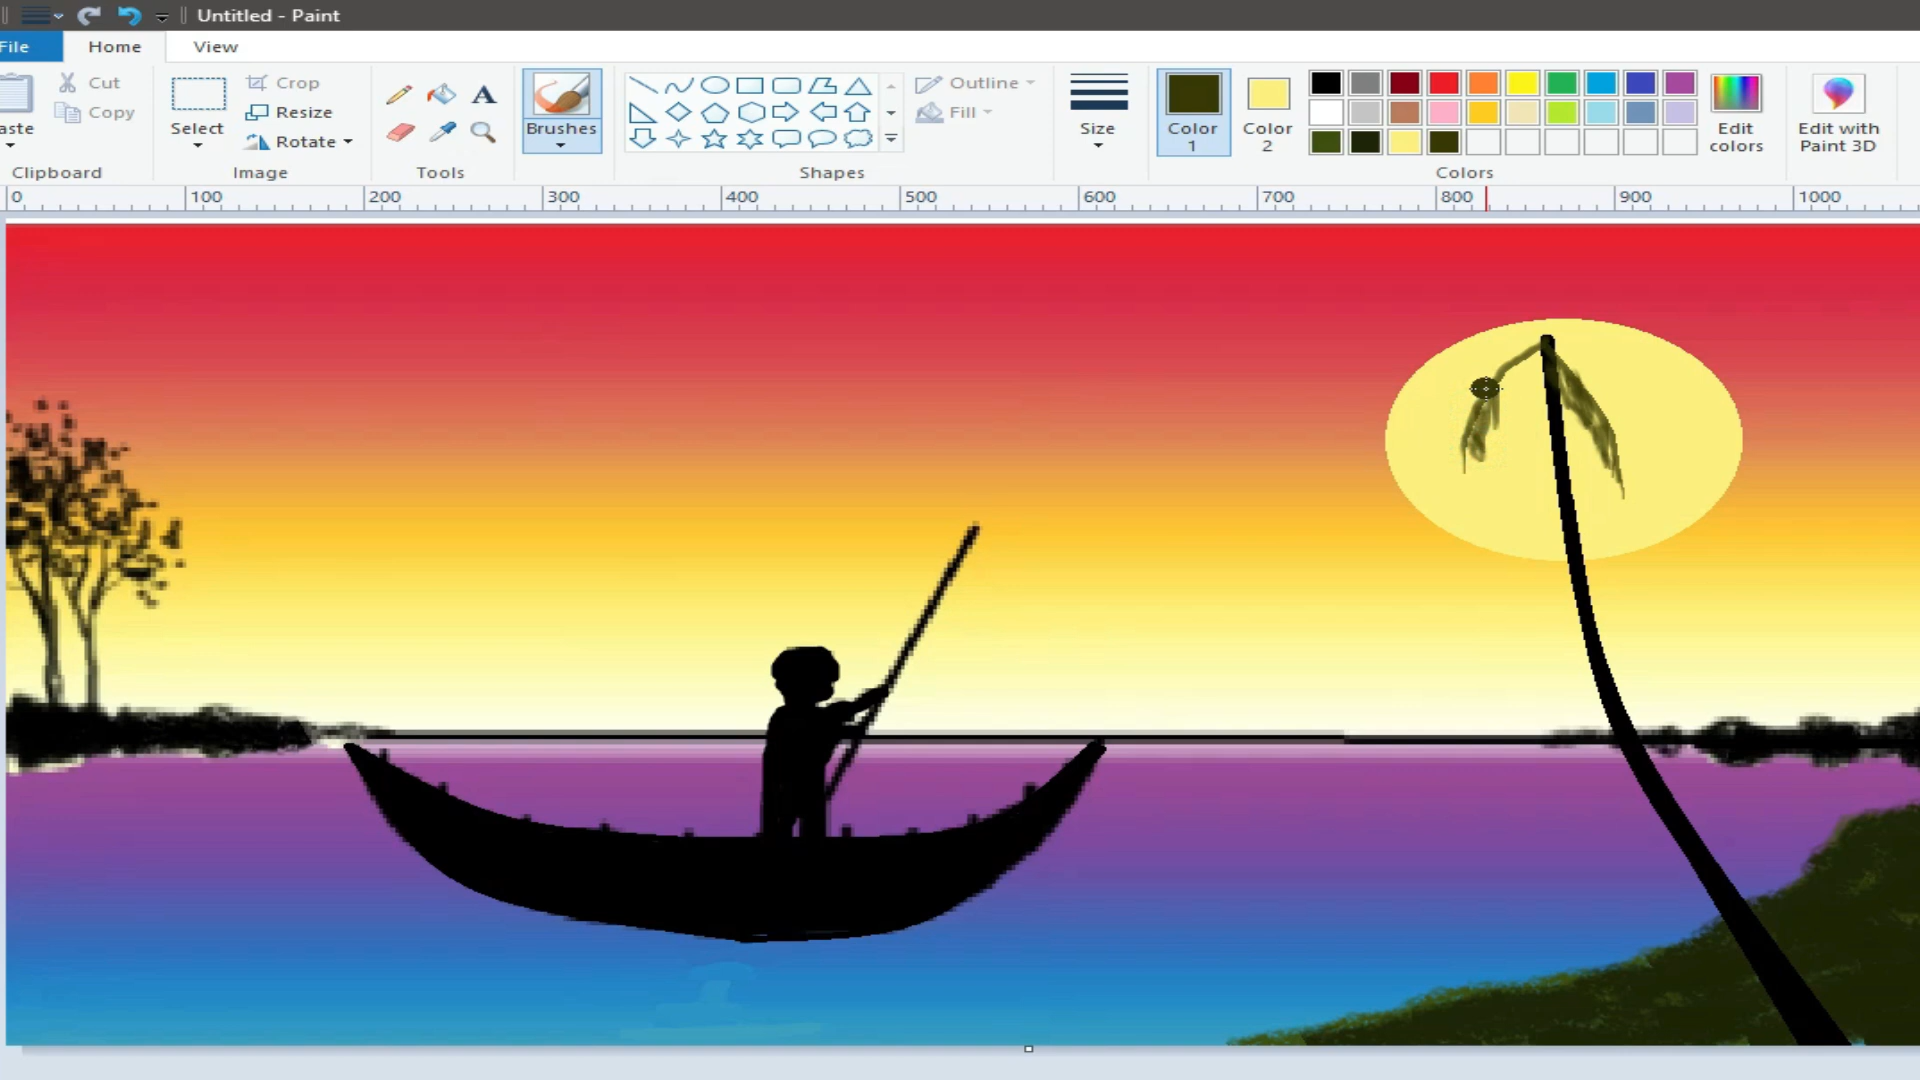 Untitled - Paint
File
Home
View
Cut
Copy
aste
Clipboard
Select
Crop
Resize
Rotate
Image
A
Tools
Brushes
Outline
Fill
Shapes
Size
Color
1
Color
2
Edit
colors
Edit with
Paint 3D
Colors
0 100 200 300 400 500 600 700 800 900 1000